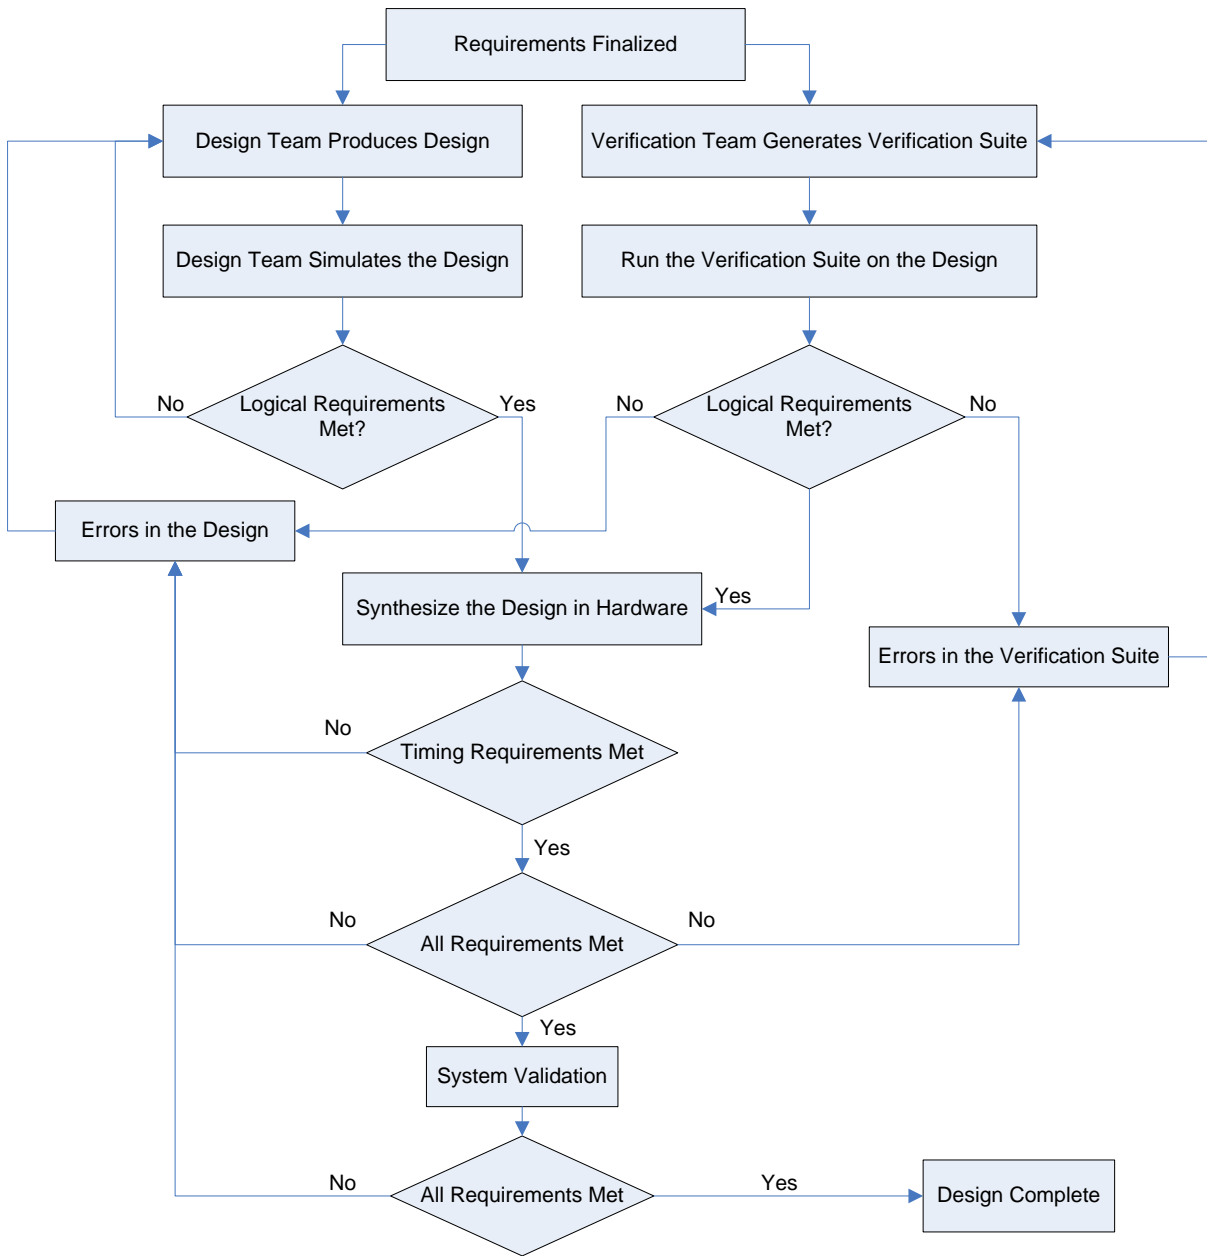 Requirements Finalized
Design Team Produces Design
Verification Team Generates Verification Suite
Design Team Simulates the Design
Run the Verification Suite on the Design
No
Logical Requirements
Met?
Yes
No
Logical Requirements
Met?
No
Errors in the Design
Synthesize the Design in Hardware
Yes
Errors in the Verification Suite
No
Timing Requirements Met
Yes
No
All Requirements Met
No
Yes
System Validation
No
All Requirements Met
Yes
Design Complete